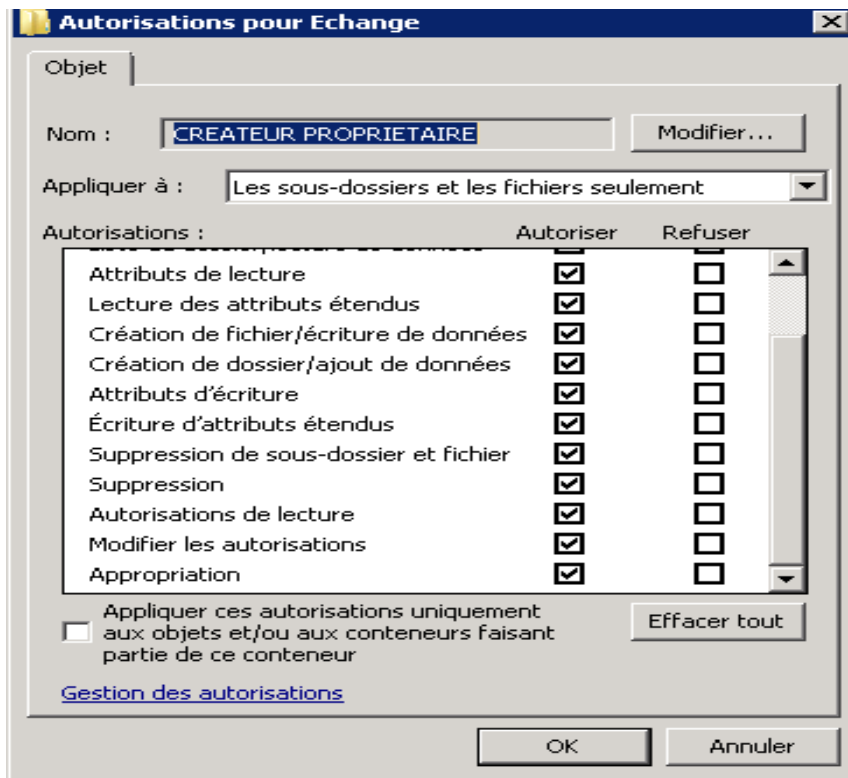 Autorisations pour Echange
Objet
Nom :
CREATEUR PROPRIETAIRE
Modifier...
Appliquer à :
Les sous-dossiers et les fichiers seulement
Autorisations :
Autoriser
Refuser
Attributs de lecture
Lecture des attributs étendus
Création de fichier/écriture de données
Création de dossier/ajout de données
Attributs d'écriture
Écriture d'attributs étendus
Suppression de sous-dossier et fichier
Suppression
Autorisations de lecture
Modifier les autorisations
Appropriation
Appliquer ces autorisations uniquement
aux objets et/ou aux conteneurs faisant
partie de ce conteneur
Effacer tout
Gestion des autorisations
OK
Annuler